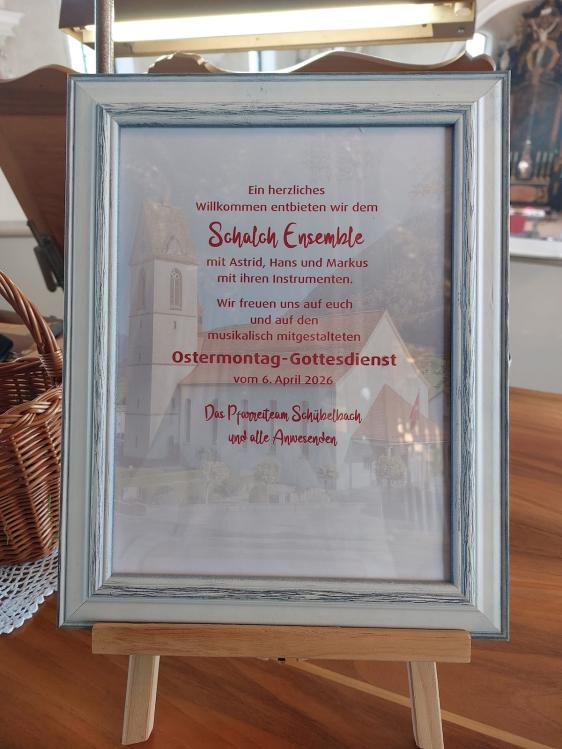 Ein herzliches
Willkommen entbieten wir dem
Schalch Ensemble
mit Astrid, Hans und Markus
mit ihren Instrumenten.
Wir freuen uns auf euch
und auf den
musikalisch mitgestalteten
Ostermontag-Gottesdienst
vom 6. April 2026
Das Pfarreiteam Schübelbach
und alle Anwesenden